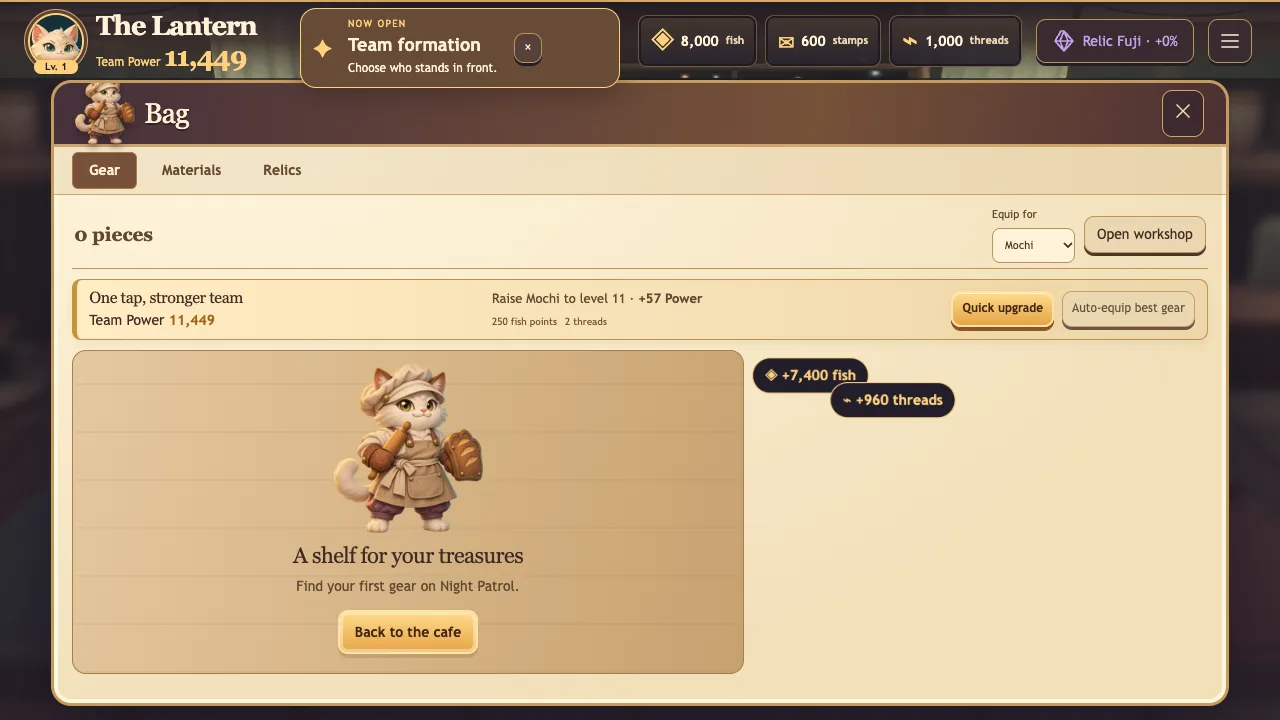 The Lantern
Team Power 11,449
Lv. 1
NOW OPEN
Team formation
Choose who stands in front.
×
8,000 fish
600 stamps
1,000 threads
Relic Fuji · +0%
Bag
Gear
Materials
Relics
0 pieces
Equip for
Mochi
Open workshop
One tap, stronger team
Team Power 11,449
Raise Mochi to level 11 · +57 Power
250 fish points 2 threads
Quick upgrade
Auto-equip best gear
+7,400 fish
+960 threads
A shelf for your treasures
Find your first gear on Night Patrol.
Back to the cafe